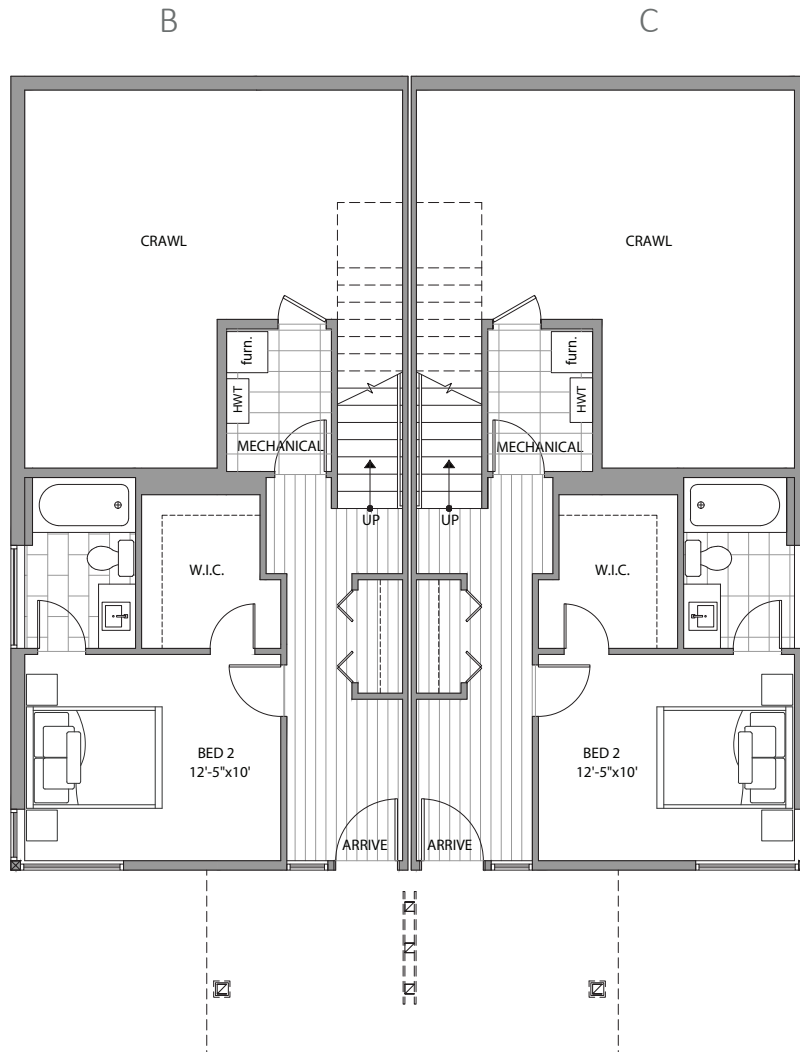 B
C
CRAWL
CRAWL
furn.
furn.
HWT
HWT
MECHANICAL
MECHANICAL
UP
UP
W.I.C.
W.I.C.
BED 2
12'-5"x10'
BED 2
12'-5"x10'
ARRIVE
ARRIVE